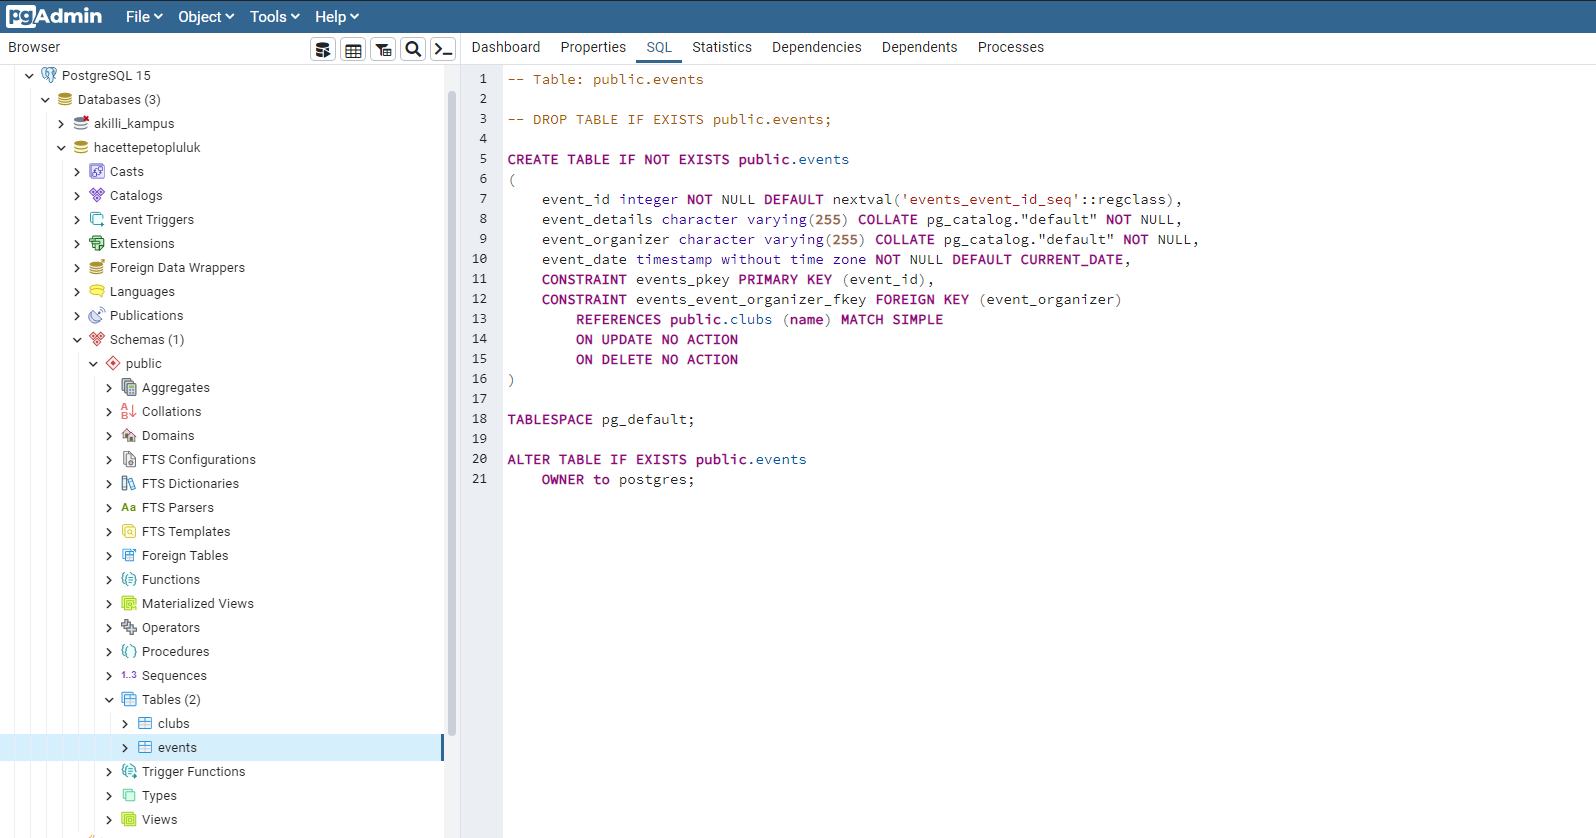 pgAdmin File Object Tools Help
Browser
Dashboard Properties SQL Statistics Dependencies Dependents Processes
PostgreSQL 15
Databases (3)
akilli_kampus
hacettepetopluluk
Casts
Catalogs
Event Triggers
Extensions
Foreign Data Wrappers
Languages
Publications
Schemas (1)
public
Aggregates
Collations
Domains
FTS Configurations
FTS Dictionaries
Aa FTS Parsers
FTS Templates
Foreign Tables
Functions
Materialized Views
Operators
Procedures
1..3 Sequences
Tables (2)
clubs
events
Trigger Functions
Types
Views
1 -- Table: public.events
2
3 -- DROP TABLE IF EXISTS public.events;
4
5 CREATE TABLE IF NOT EXISTS public.events
6 (
7 event_id integer NOT NULL DEFAULT nextval('events_event_id_seq'::regclass),
8 event_details character varying(255) COLLATE pg_catalog."default" NOT NULL,
9 event_organizer character varying(255) COLLATE pg_catalog."default" NOT NULL,
10 event_date timestamp without time zone NOT NULL DEFAULT CURRENT_DATE,
11 CONSTRAINT events_pkey PRIMARY KEY (event_id),
12 CONSTRAINT events_event_organizer_fkey FOREIGN KEY (event_organizer)
13 REFERENCES public.clubs (name) MATCH SIMPLE
14 ON UPDATE NO ACTION
15 ON DELETE NO ACTION
16 )
17
18 TABLESPACE pg_default;
19
20 ALTER TABLE IF EXISTS public.events
21 OWNER to postgres;